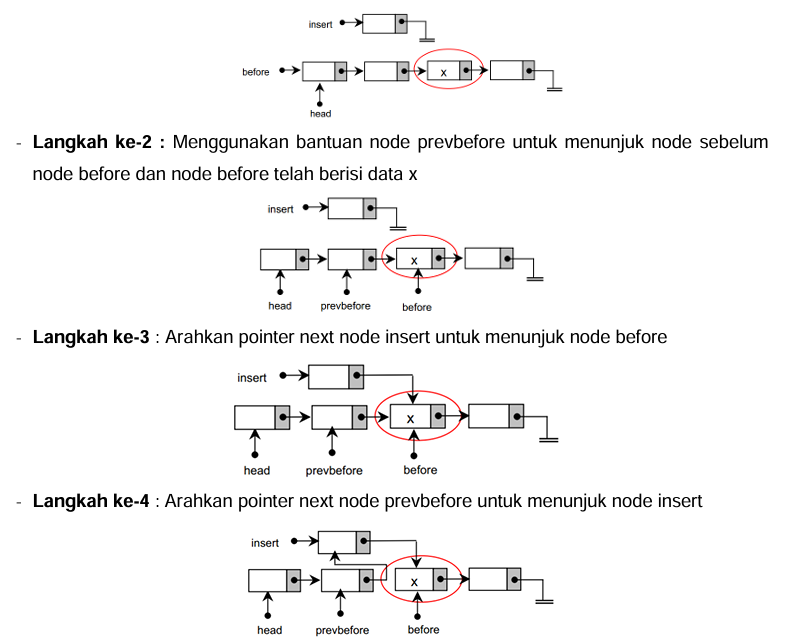 insert
before
x
head
- Langkah ke-2 : Menggunakan bantuan node prevbefore untuk menunjuk node sebelum
node before dan node before telah berisi data x
insert
x
head prevbefore before
- Langkah ke-3 : Arahkan pointer next node insert untuk menunjuk node before
insert
x
head prevbefore before
- Langkah ke-4 : Arahkan pointer next node prevbefore untuk menunjuk node insert
insert
x
head prevbefore before